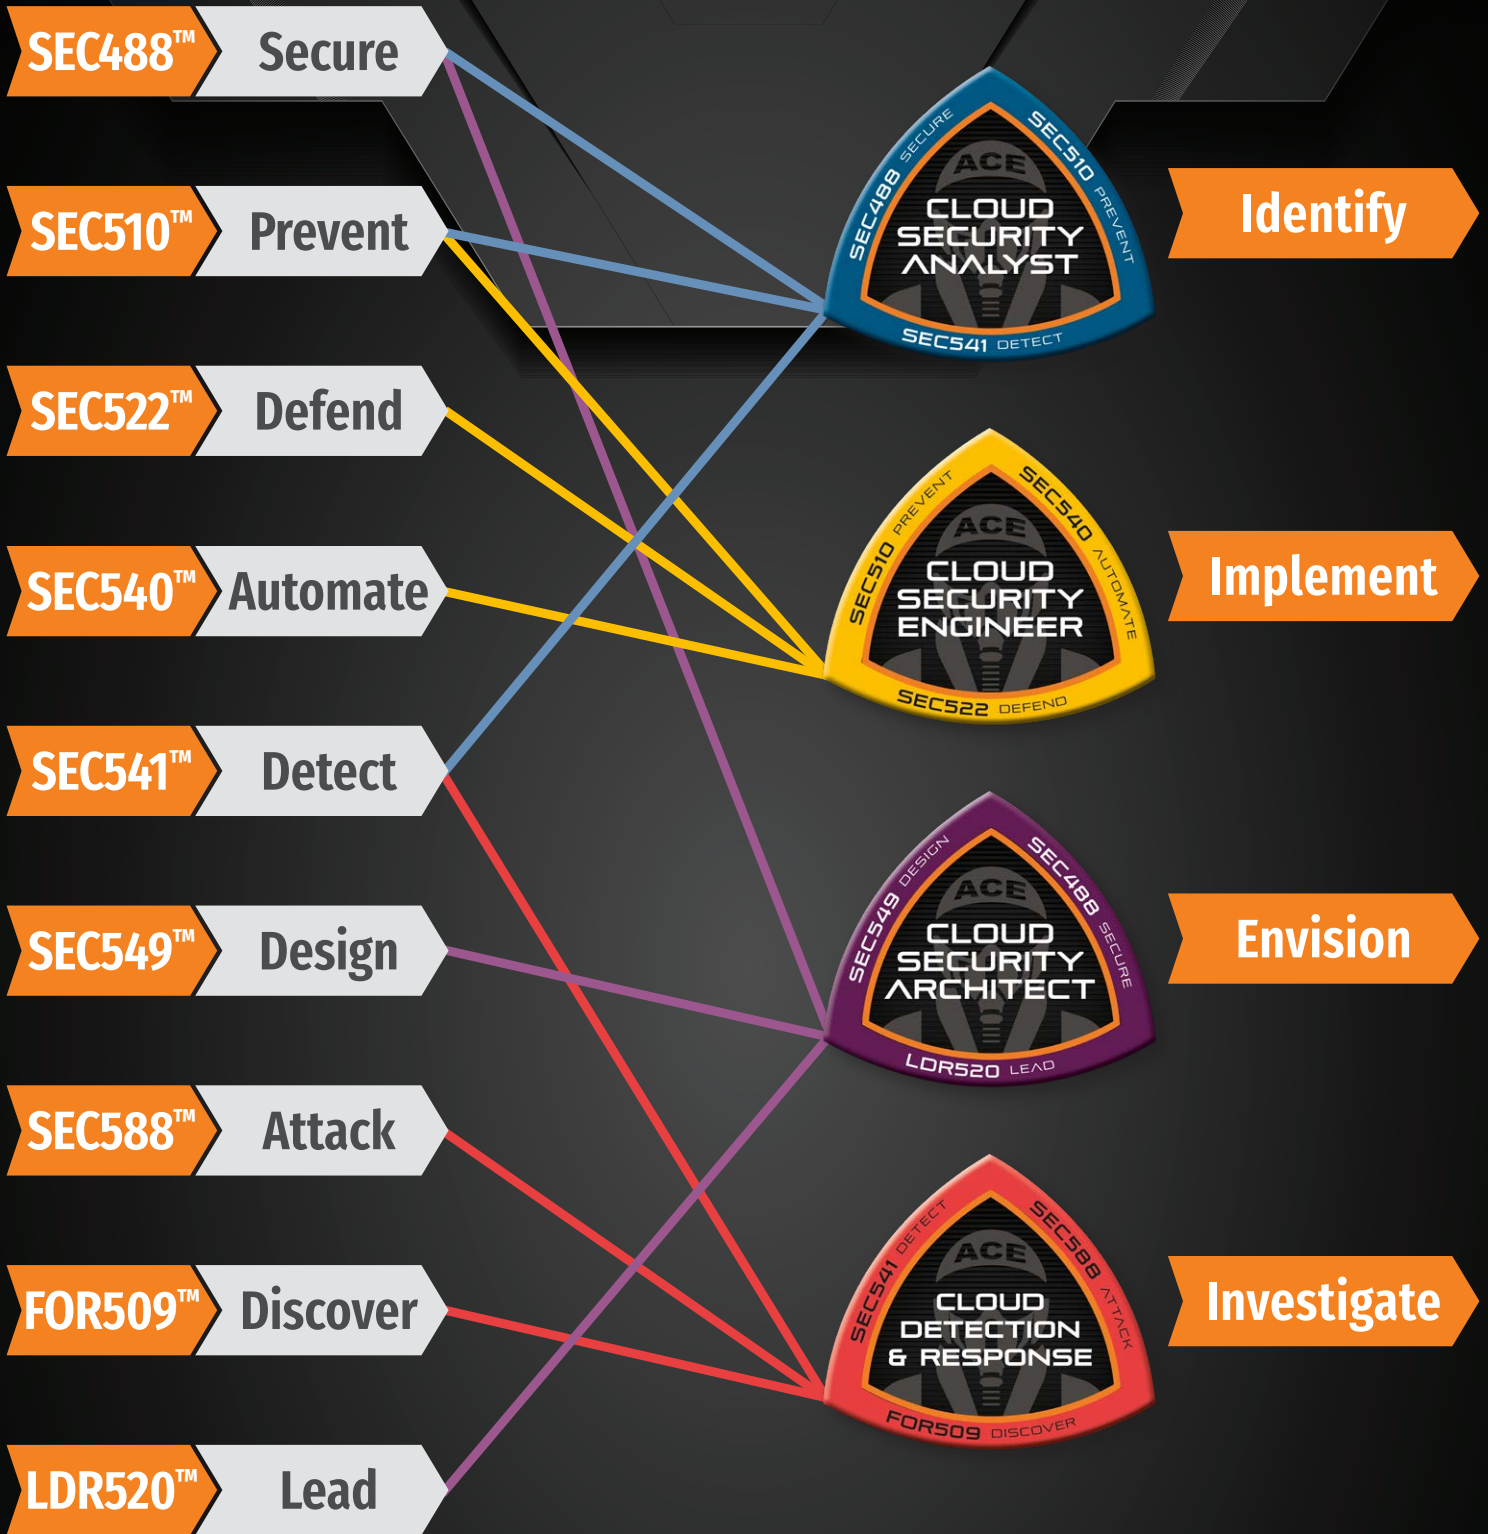 SEC488™ Secure
SEC510™ Prevent
SEC522™ Defend
SEC540™ Automate
SEC541™ Detect
SEC549™ Design
SEC588™ Attack
FOR509™ Discover
LDR520™ Lead
SEC488 SECURE
SEC510 PREVENT
ACE
CLOUD
SECURITY
ANALYST
SEC541 DETECT
Identify
SEC510 PREVENT
SEC540 AUTOMATE
ACE
CLOUD
SECURITY
ENGINEER
SEC522 DEFEND
Implement
SEC549 DESIGN
SEC488 SECURE
ACE
CLOUD
SECURITY
ARCHITECT
LDR520 LEAD
Envision
SEC541 DETECT
SEC588 ATTACK
ACE
CLOUD
DETECTION
& RESPONSE
FOR509 DISCOVER
Investigate